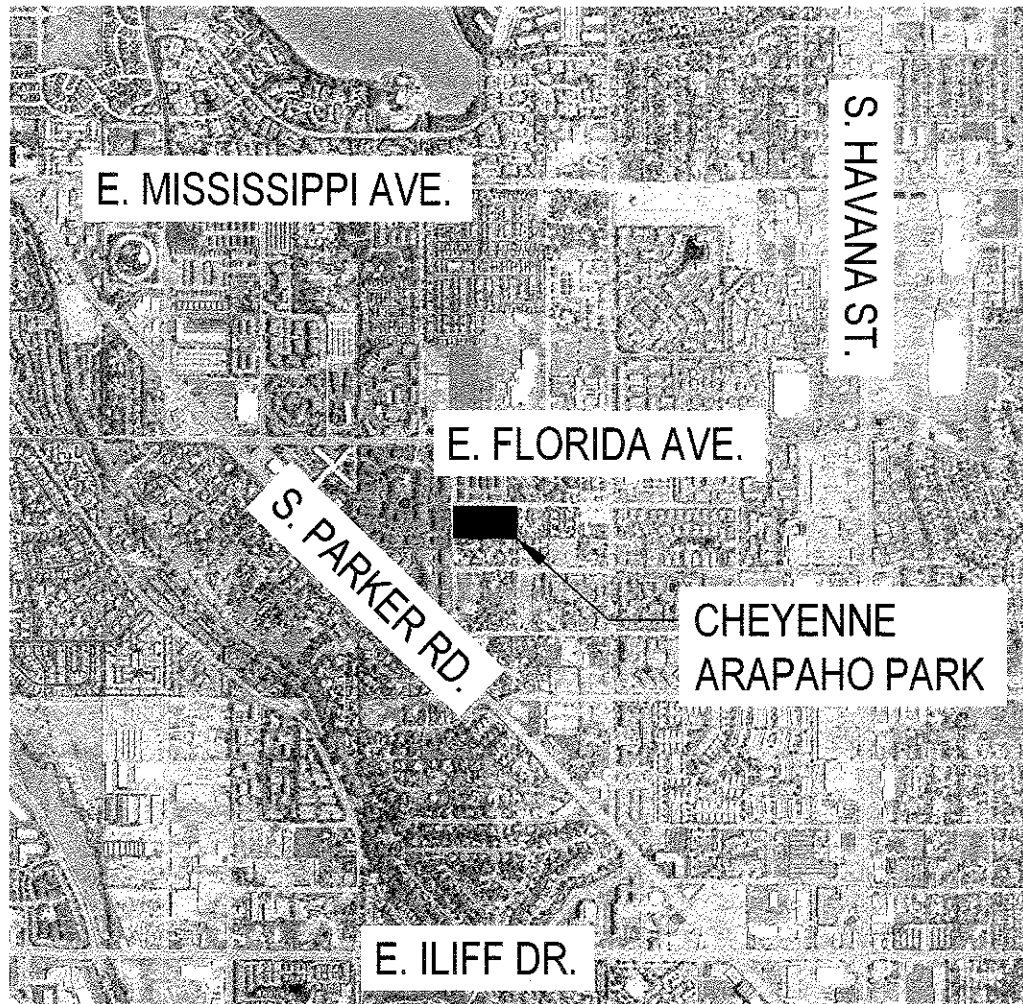 E. MISSISSIPPI AVE.
S. HAVANA ST.
E. FLORIDA AVE.
S. PARKER RD.
CHEYENNE
ARAPAHO PARK
E. ILIFF DR.